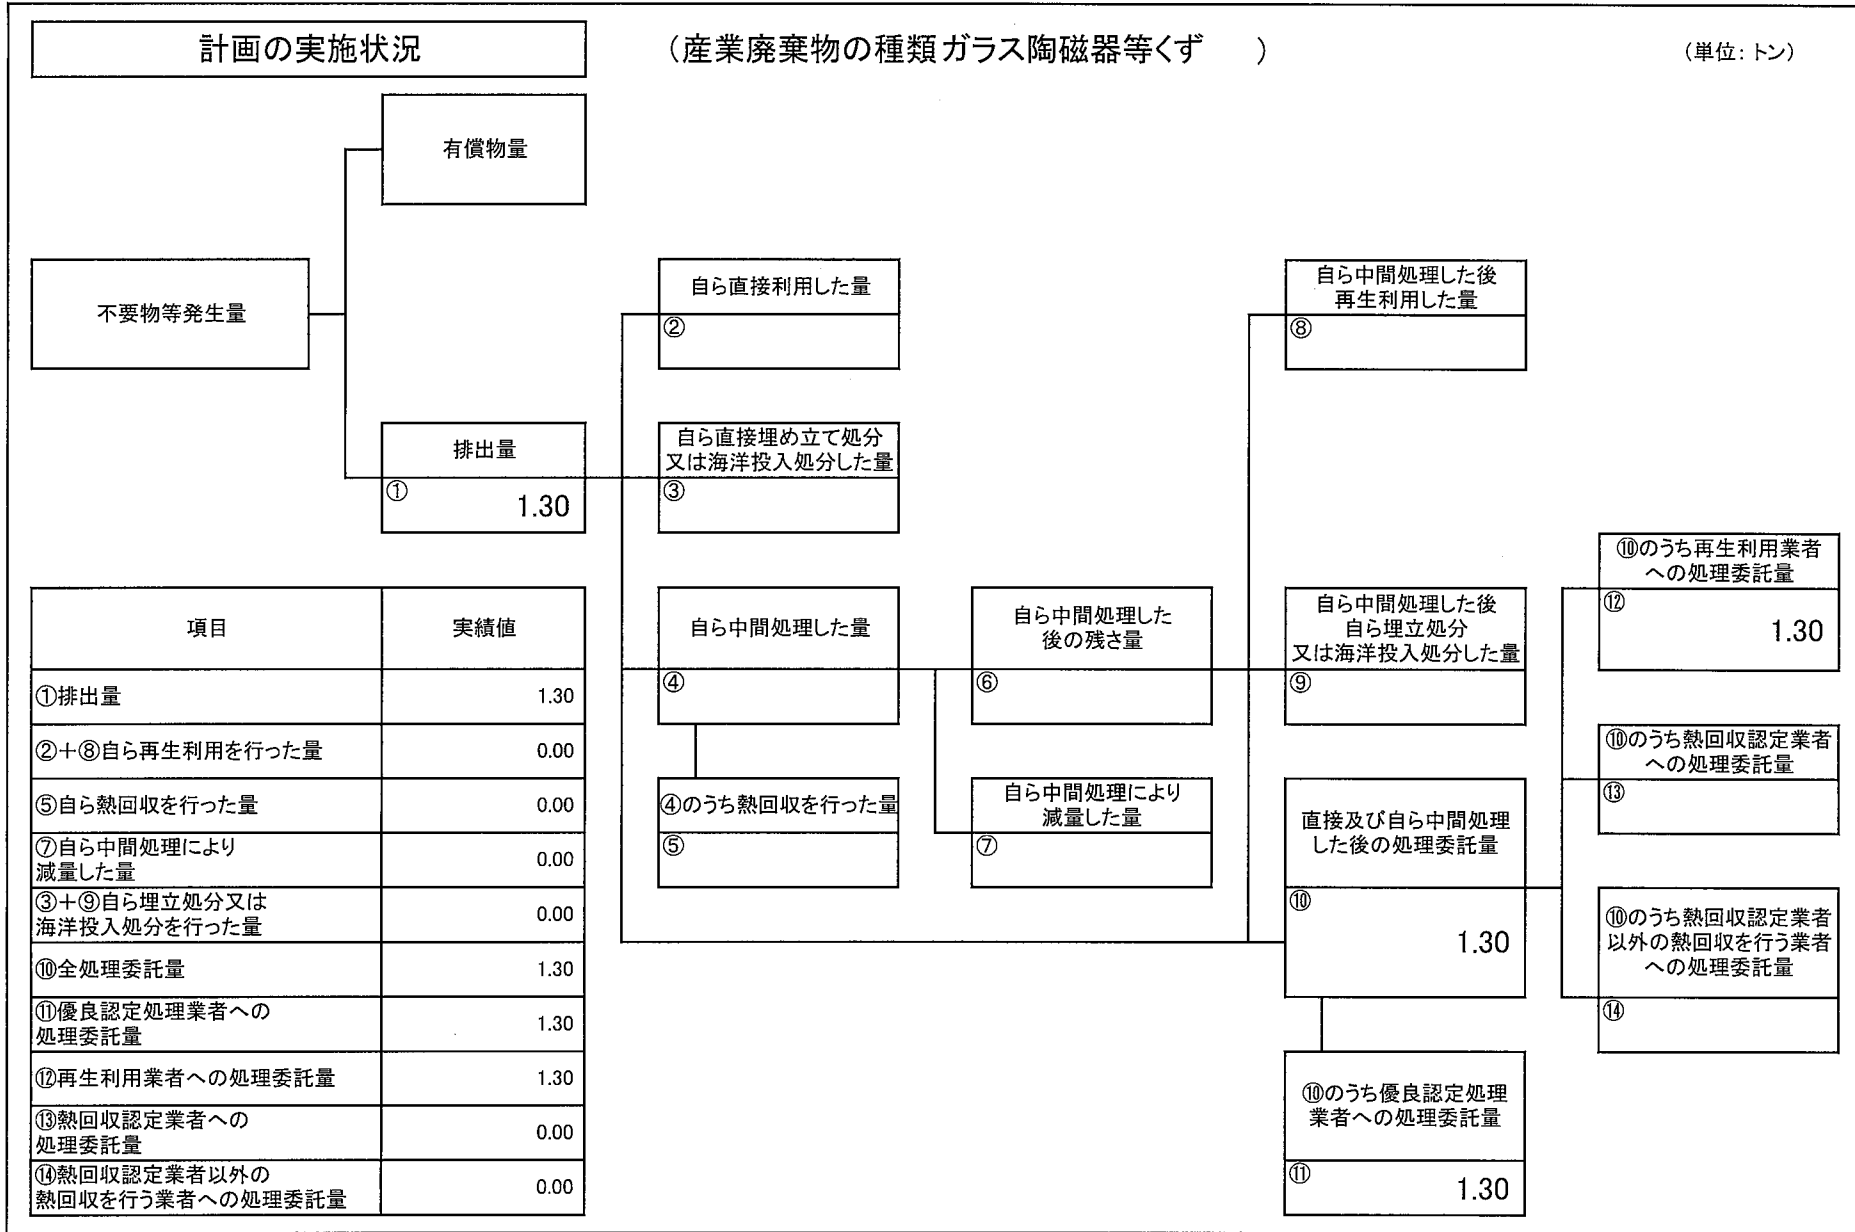 計画の実施状況
（産業廃棄物の種類ガラス陶磁器等くず　　）
（単位：トン）
有償物量
不要物等発生量
自ら直接利用した量
②
自ら中間処理した後
再生利用した量
⑧
排出量
①
1.30
自ら直接埋め立て処分
又は海洋投入処分した量
③
⑩のうち再生利用業者
への処理委託量
⑫
1.30
自ら中間処理した量
④
自ら中間処理した
後の残さ量
⑥
自ら中間処理した後
自ら埋立処分
又は海洋投入処分した量
⑨
⑩のうち熱回収認定業者
への処理委託量
⑬
④のうち熱回収を行った量
⑤
自ら中間処理により
減量した量
⑦
直接及び自ら中間処理
した後の処理委託量
⑩
1.30
⑩のうち熱回収認定業者
以外の熱回収を行う業者
への処理委託量
⑭
⑩のうち優良認定処理
業者への処理委託量
⑪
1.30
項目 実績値
①排出量 1.30
②＋⑧自ら再生利用を行った量 0.00
⑤自ら熱回収を行った量 0.00
⑦自ら中間処理により
減量した量 0.00
③＋⑨自ら埋立処分又は
海洋投入処分を行った量 0.00
⑩全処理委託量 1.30
⑪優良認定処理業者への
処理委託量 1.30
⑫再生利用業者への処理委託量 1.30
⑬熱回収認定業者への
処理委託量 0.00
⑭熱回収認定業者以外の
熱回収を行う業者への処理委託量 0.00